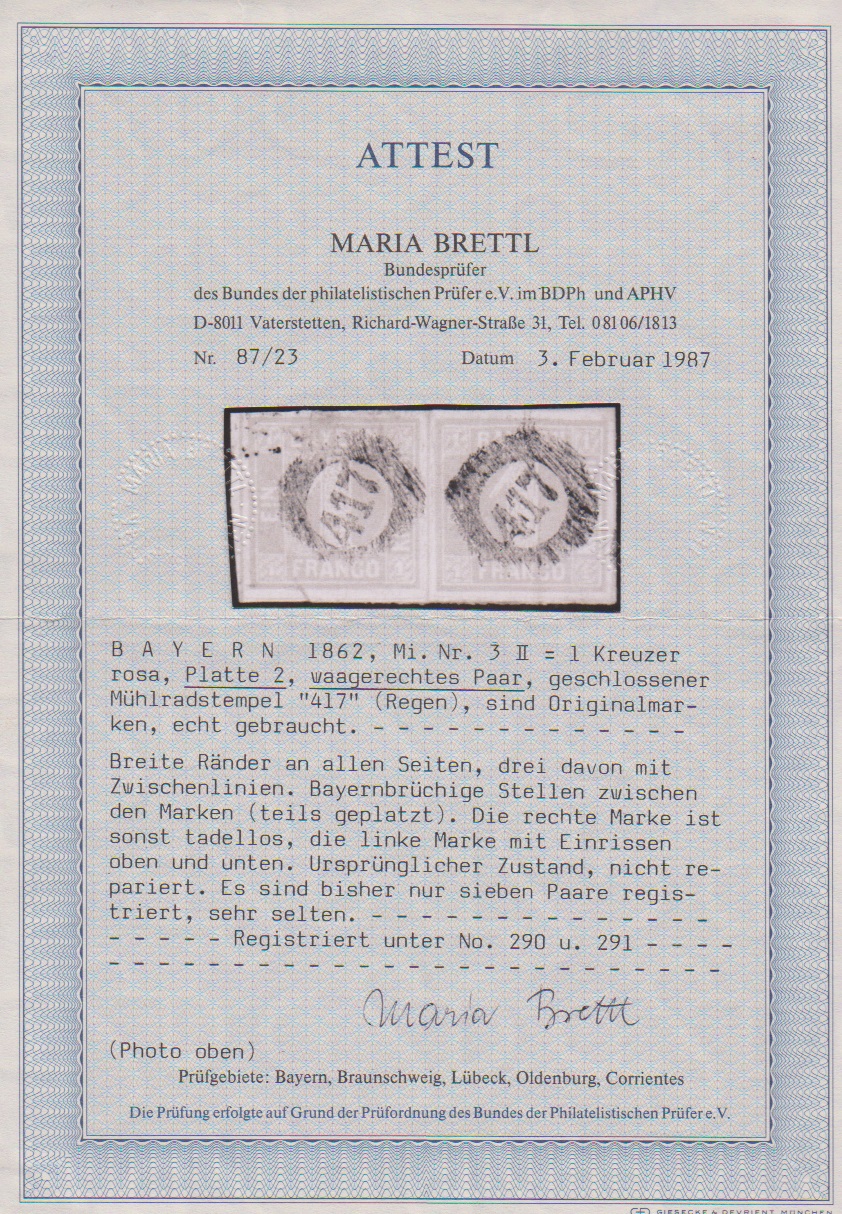 ATTEST
MARIA BRETTL
Bundesprüfer
des Bundes der philatelistischen Prüfer e.V. im BDPh und APHV
D-8011 Vaterstetten, Richard-Wagner-Straße 31, Tel. 08106/1813
Nr. 87/23 Datum 3. Februar 1987
417 417
FRANCO FRANCO
B A Y E R N 1862, Mi. Nr. 3 II = 1 Kreuzer
rosa, Platte 2, waagerechtes Paar, geschlossener
Mühlradstempel "417" (Regen), sind Originalmar-
ken, echt gebraucht. - - - - - - - - - - - - -
Breite Ränder an allen Seiten, drei davon mit
Zwischenlinien. Bayernbrüchige Stellen zwischen
den Marken (teils geplatzt). Die rechte Marke ist
sonst tadellos, die linke Marke mit Einrissen
oben und unten. Ursprünglicher Zustand, nicht re-
pariert. Es sind bisher nur sieben Paare regis-
triert, sehr selten. - - - - - - - - - - - - - -
- - - - - Registriert unter No. 290 u. 291 - - - -
- - - - - - - - - - - - - - - - - - - - - - - - -
Maria Brettl
(Photo oben)
Prüfgebiete: Bayern, Braunschweig, Lübeck, Oldenburg, Corrientes
Die Prüfung erfolgte auf Grund der Prüfordnung des Bundes der Philatelistischen Prüfer e.V.
GIESECKE & DEVRIENT MÜNCHEN